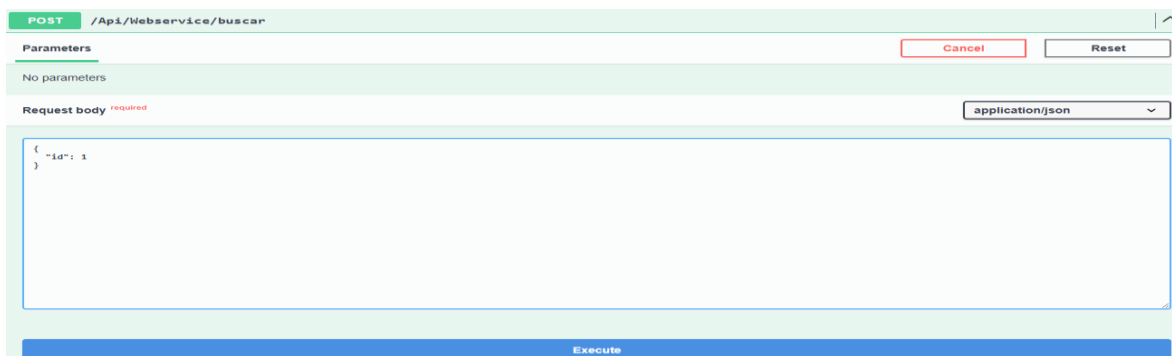 POST /Api/Webservice/buscar
Parameters
Cancel
Reset
No parameters
Request body required
application/json
{
"id": 1
}
Execute